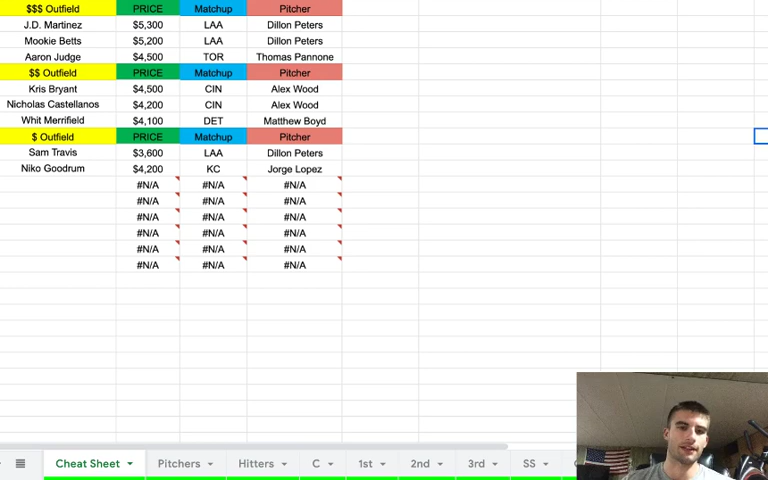 $$$ Outfield PRICE Matchup Pitcher
J.D. Martinez $5,300 LAA Dillon Peters
Mookie Betts $5,200 LAA Dillon Peters
Aaron Judge $4,500 TOR Thomas Pannone
$$ Outfield PRICE Matchup Pitcher
Kris Bryant $4,500 CIN Alex Wood
Nicholas Castellanos $4,200 CIN Alex Wood
Whit Merrifield $4,100 DET Matthew Boyd
$ Outfield PRICE Matchup Pitcher
Sam Travis $3,600 LAA Dillon Peters
Niko Goodrum $4,200 KC Jorge Lopez
#N/A #N/A #N/A
#N/A #N/A #N/A
#N/A #N/A #N/A
#N/A #N/A #N/A
#N/A #N/A #N/A
#N/A #N/A #N/A
Cheat Sheet Pitchers Hitters C 1st 2nd 3rd SS